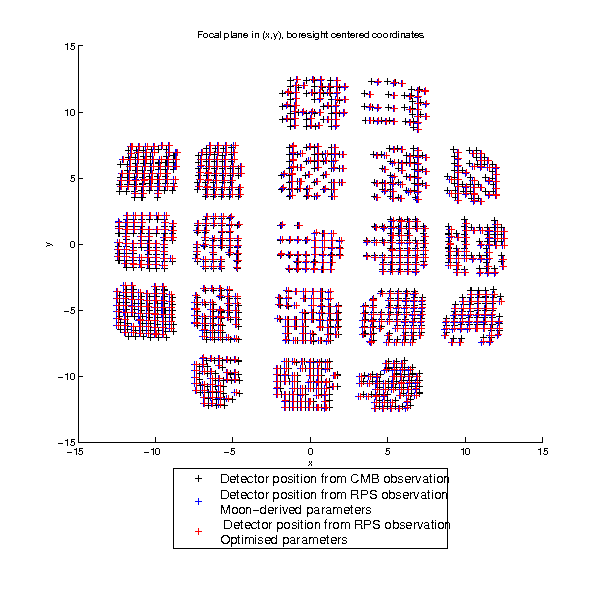 Focal plane in (x,y), boresight centered coordinates.
15
10
5
0
−5
−10
−15
y
−15 −10 −5 0 5 10 15
x
Detector position from CMB observation
Detector position from RPS observation
Moon−derived parameters
Detector position from RPS observation
Optimised parameters